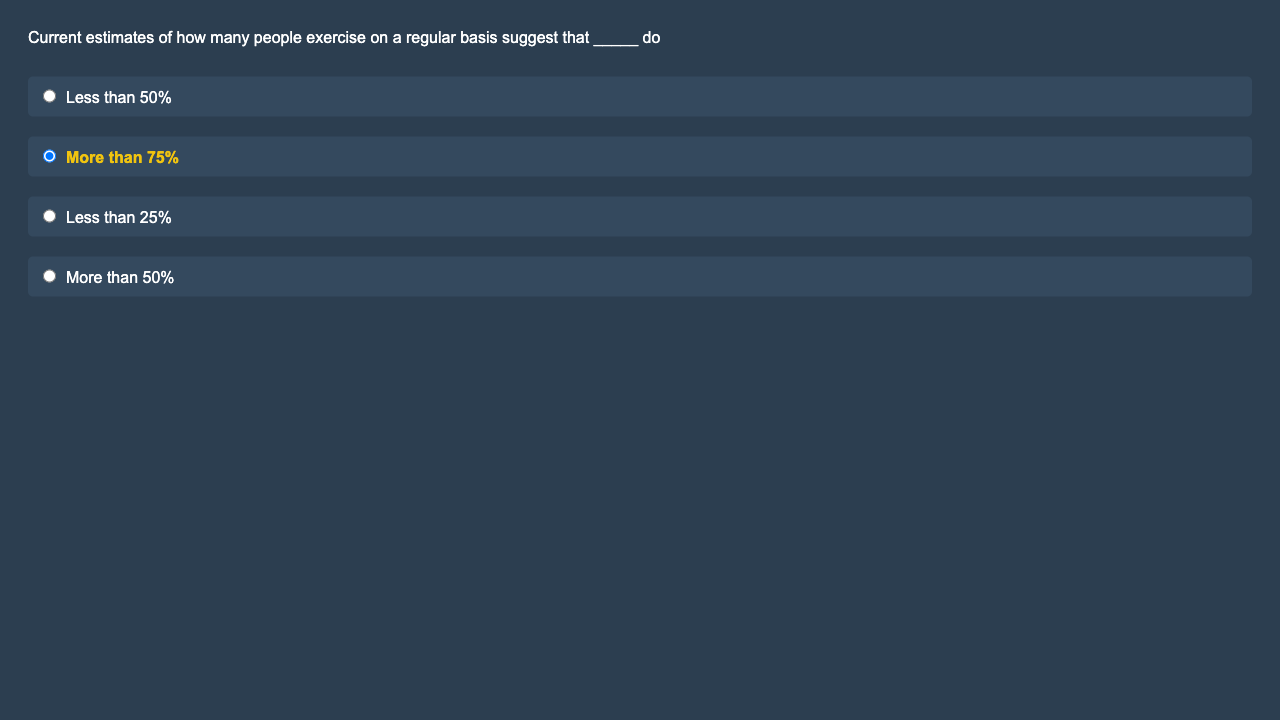 Current estimates of how many people exercise on a regular basis suggest that _____ do
Less than 50%
More than 75%
Less than 25%
More than 50%